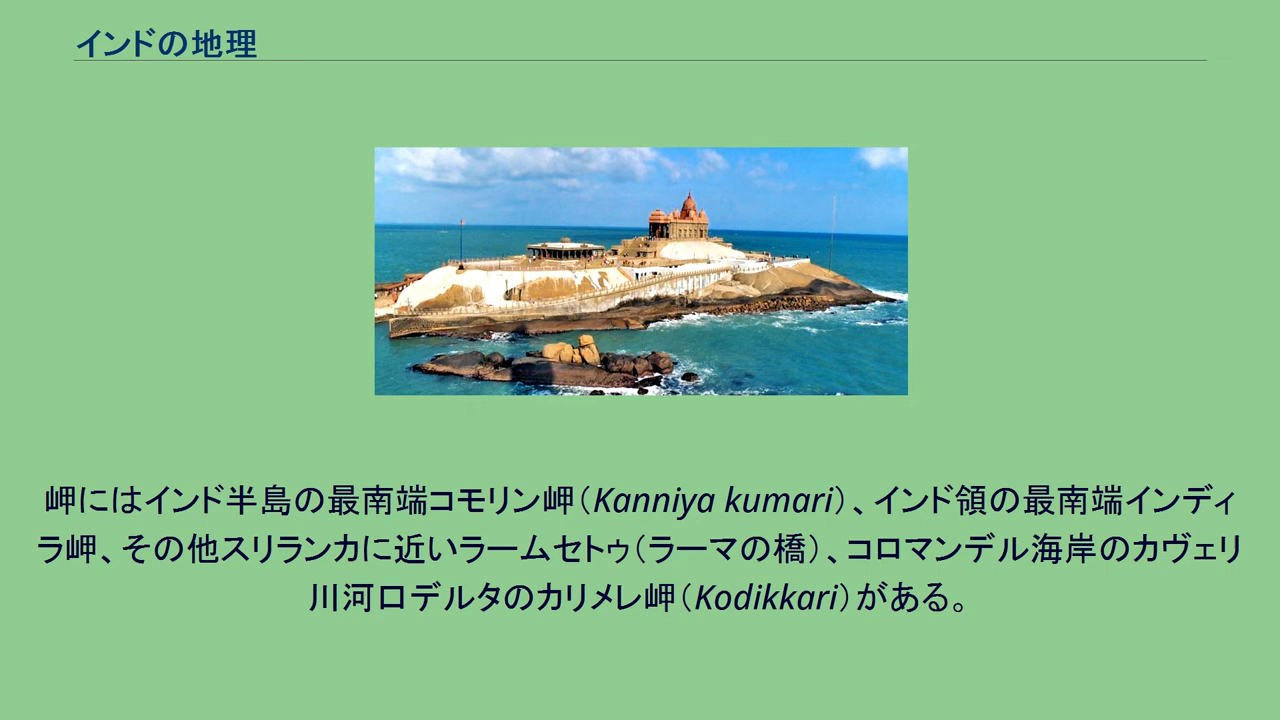 インドの地理
岬にはインド半島の最南端コモリン岬（Kanniya kumari）、インド領の最南端インディ
ラ岬、その他スリランカに近いラームセトゥ（ラーマの橋）、コロマンデル海岸のカヴェリ
川河口デルタのカリメレ岬（Kodikkari）がある。